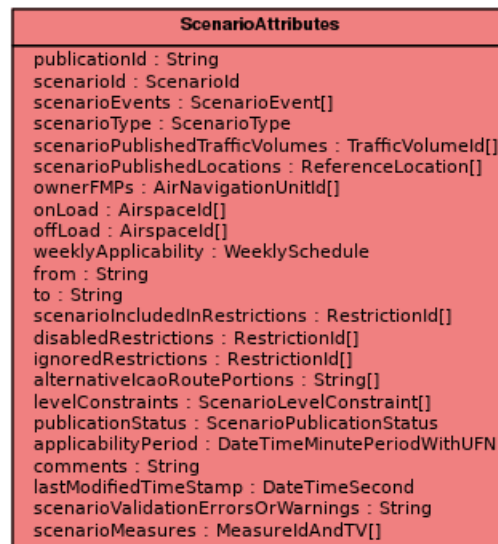 ScenarioAttributes
publicationId : String
scenarioId : ScenarioId
scenarioEvents : ScenarioEvent[]
scenarioType : ScenarioType
scenarioPublishedTrafficVolumes : TrafficVolumeId[]
scenarioPublishedLocations : ReferenceLocation[]
ownerFMPs : AirNavigationUnitId[]
onLoad : AirspaceId[]
offLoad : AirspaceId[]
weeklyApplicability : WeeklySchedule
from : String
to : String
scenarioIncludedInRestrictions : RestrictionId[]
disabledRestrictions : RestrictionId[]
ignoredRestrictions : RestrictionId[]
alternativeIcaoRoutePortions : String[]
levelConstraints : ScenarioLevelConstraint[]
publicationStatus : ScenarioPublicationStatus
applicabilityPeriod : DateTimeMinutePeriodWithUFN
comments : String
lastModifiedTimeStamp : DateTimeSecond
scenarioValidationErrorsOrWarnings : String
scenarioMeasures : MeasureIdAndTV[]